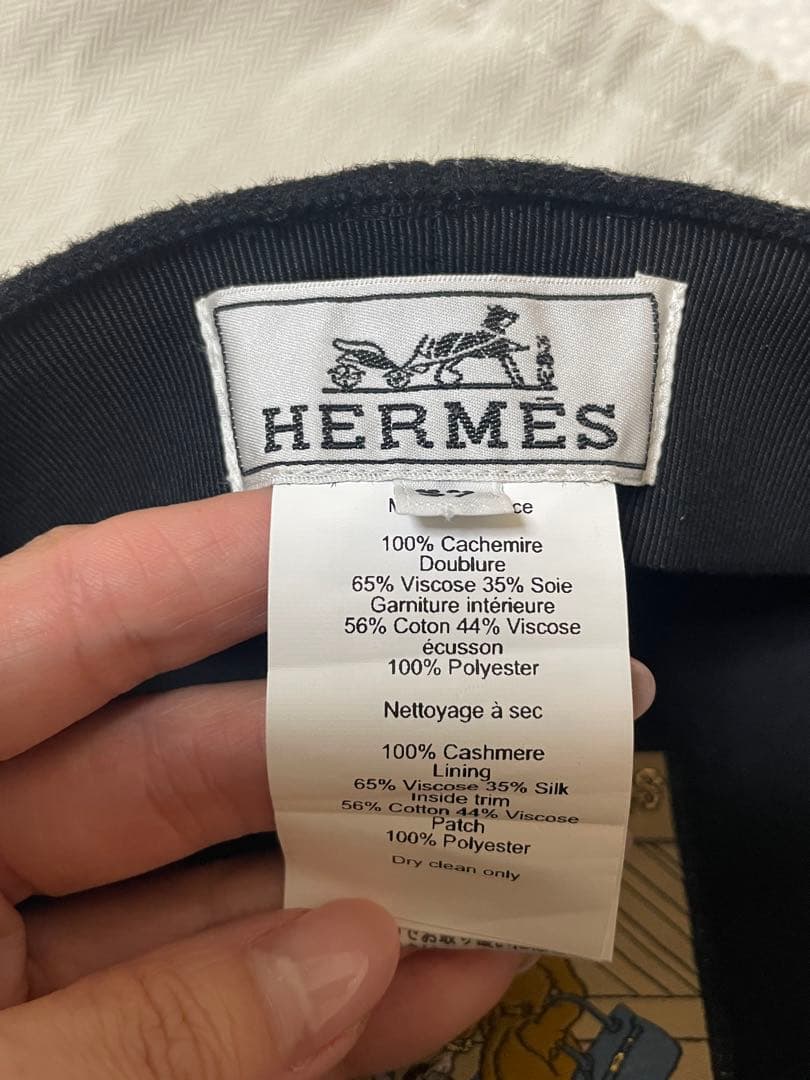 HERMÈS
100% Cachemire
Doublure
65% Viscose 35% Soie
Garniture intérieure
56% Coton 44% Viscose
écusson
100% Polyester
Nettoyage à sec
100% Cashmere
Lining
65% Viscose 35% Silk
Inside trim
56% Cotton 44% Viscose
Patch
100% Polyester
Dry clean only